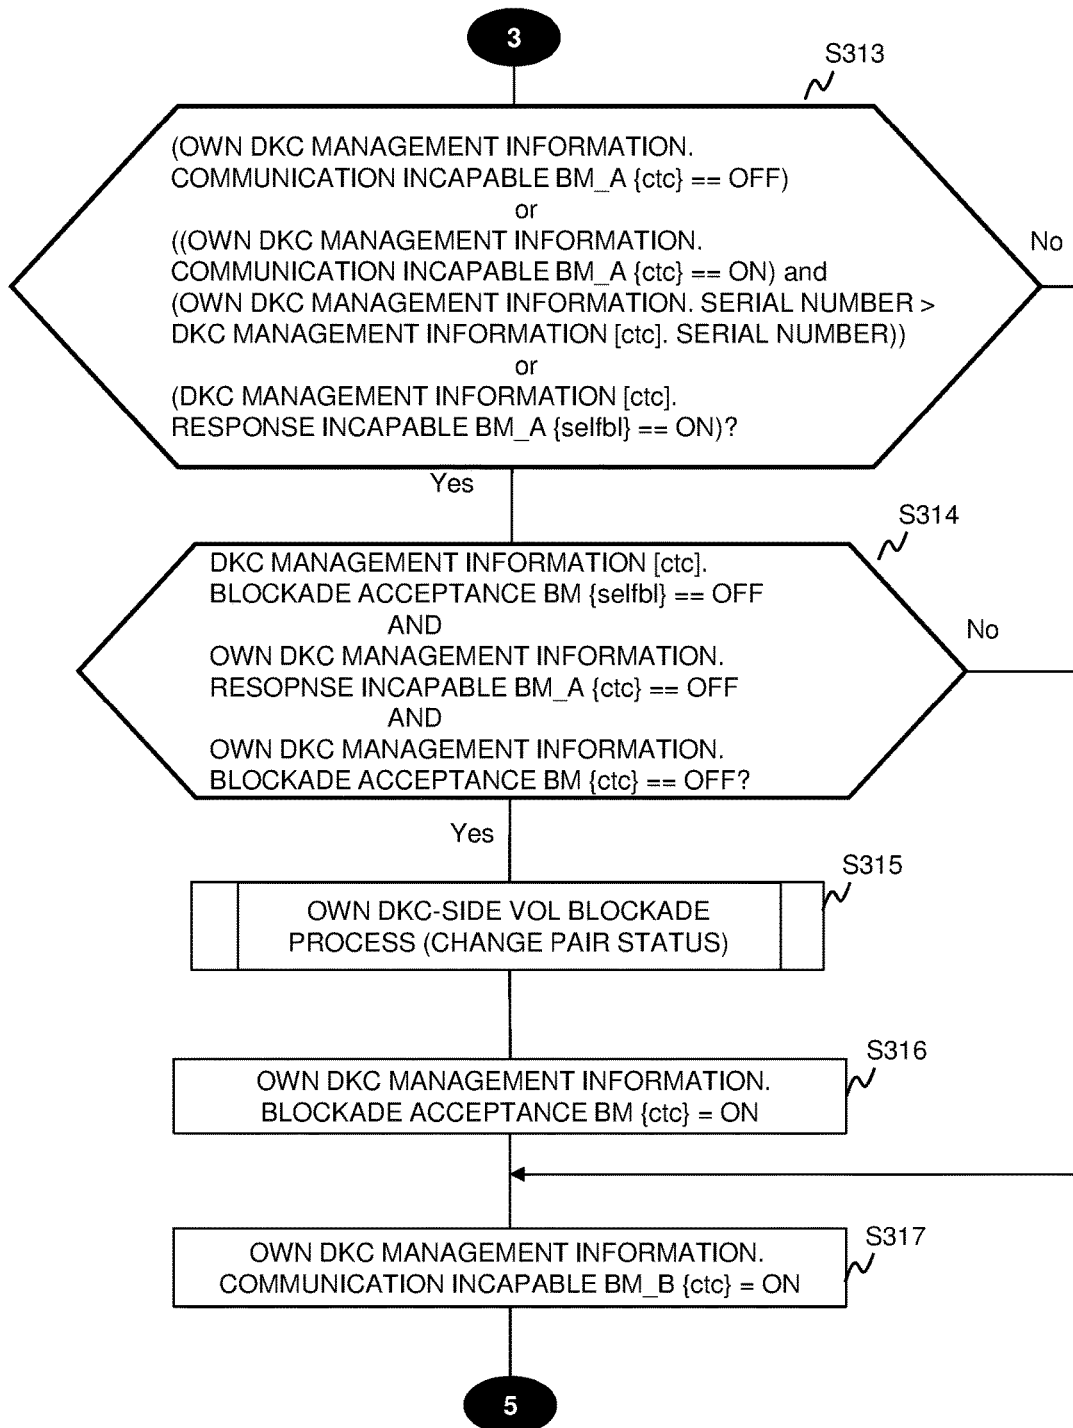 3
S313
(OWN DKC MANAGEMENT INFORMATION.
COMMUNICATION INCAPABLE BM_A {ctc} == OFF)
or
((OWN DKC MANAGEMENT INFORMATION.
COMMUNICATION INCAPABLE BM_A {ctc} == ON) and
(OWN DKC MANAGEMENT INFORMATION. SERIAL NUMBER >
DKC MANAGEMENT INFORMATION [ctc]. SERIAL NUMBER))
or
(DKC MANAGEMENT INFORMATION [ctc].
RESPONSE INCAPABLE BM_A {selfbl} == ON)?
No
Yes
S314
DKC MANAGEMENT INFORMATION [ctc].
BLOCKADE ACCEPTANCE BM {selfbl} == OFF
AND
OWN DKC MANAGEMENT INFORMATION.
RESOPNSE INCAPABLE BM_A {ctc} == OFF
AND
OWN DKC MANAGEMENT INFORMATION.
BLOCKADE ACCEPTANCE BM {ctc} == OFF?
No
Yes
S315
OWN DKC-SIDE VOL BLOCKADE
PROCESS (CHANGE PAIR STATUS)
S316
OWN DKC MANAGEMENT INFORMATION.
BLOCKADE ACCEPTANCE BM {ctc} = ON
S317
OWN DKC MANAGEMENT INFORMATION.
COMMUNICATION INCAPABLE BM_B {ctc} = ON
5